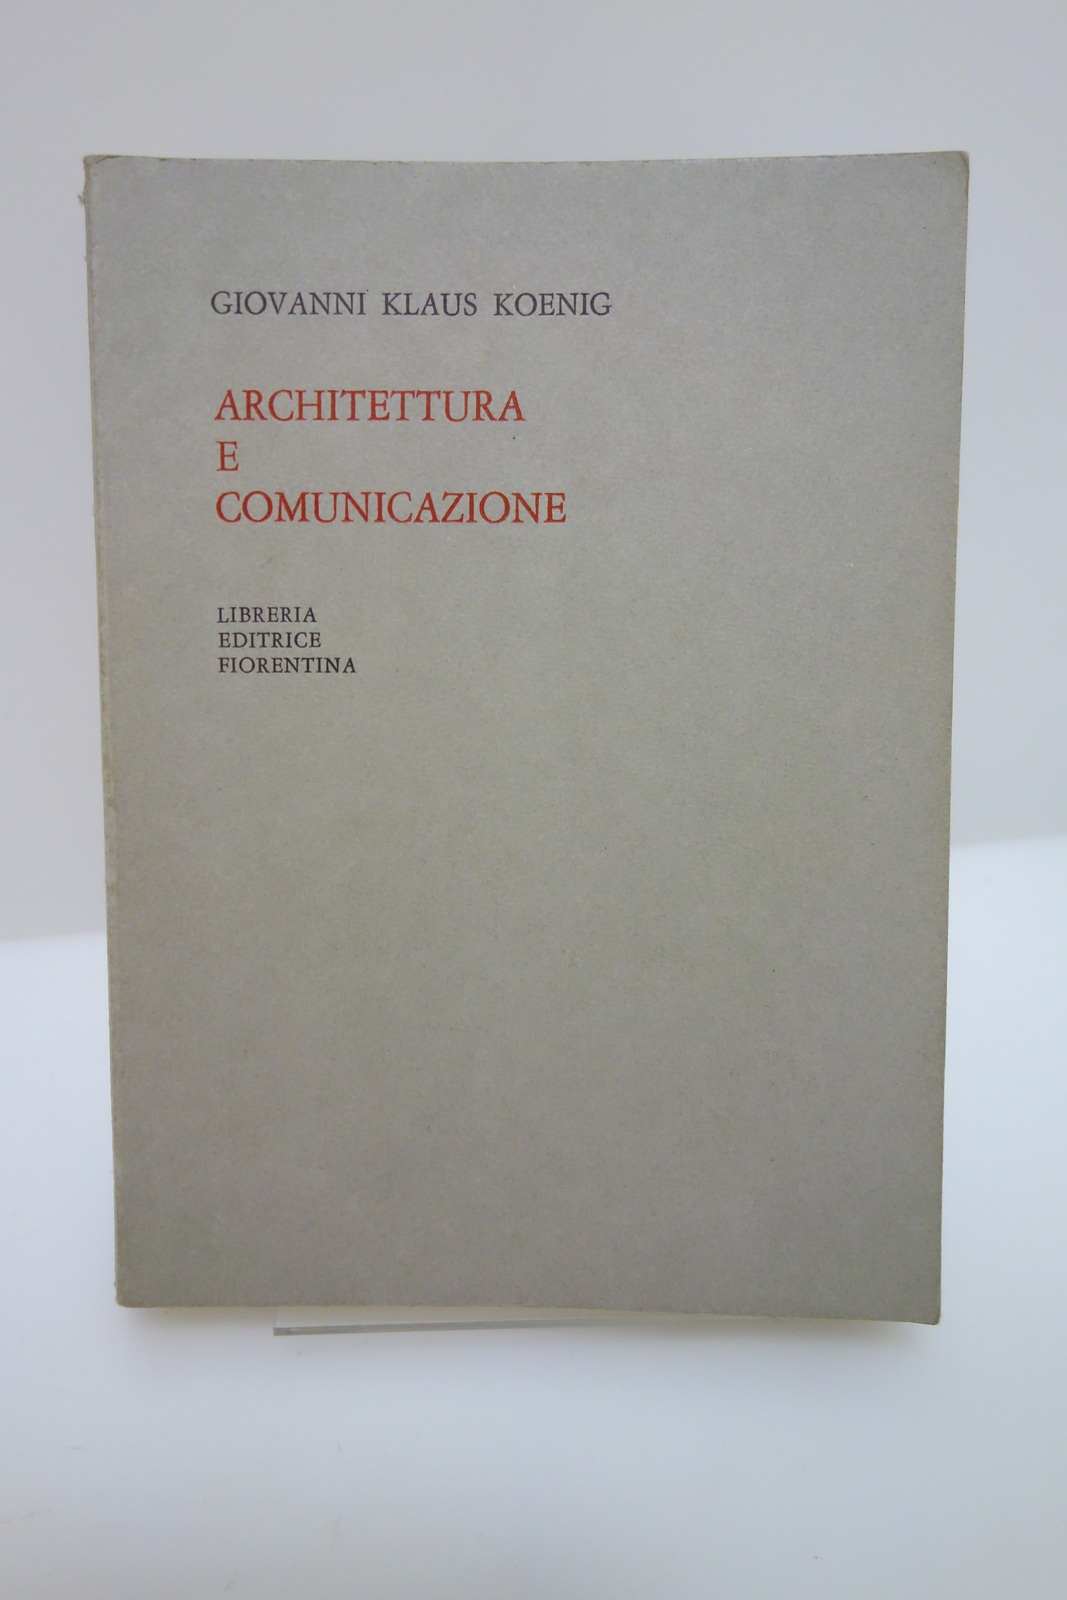 GIOVANNI KLAUS KOENIG
ARCHITETTURA
E
COMUNICAZIONE
LIBRERIA
EDITRICE
FIORENTINA